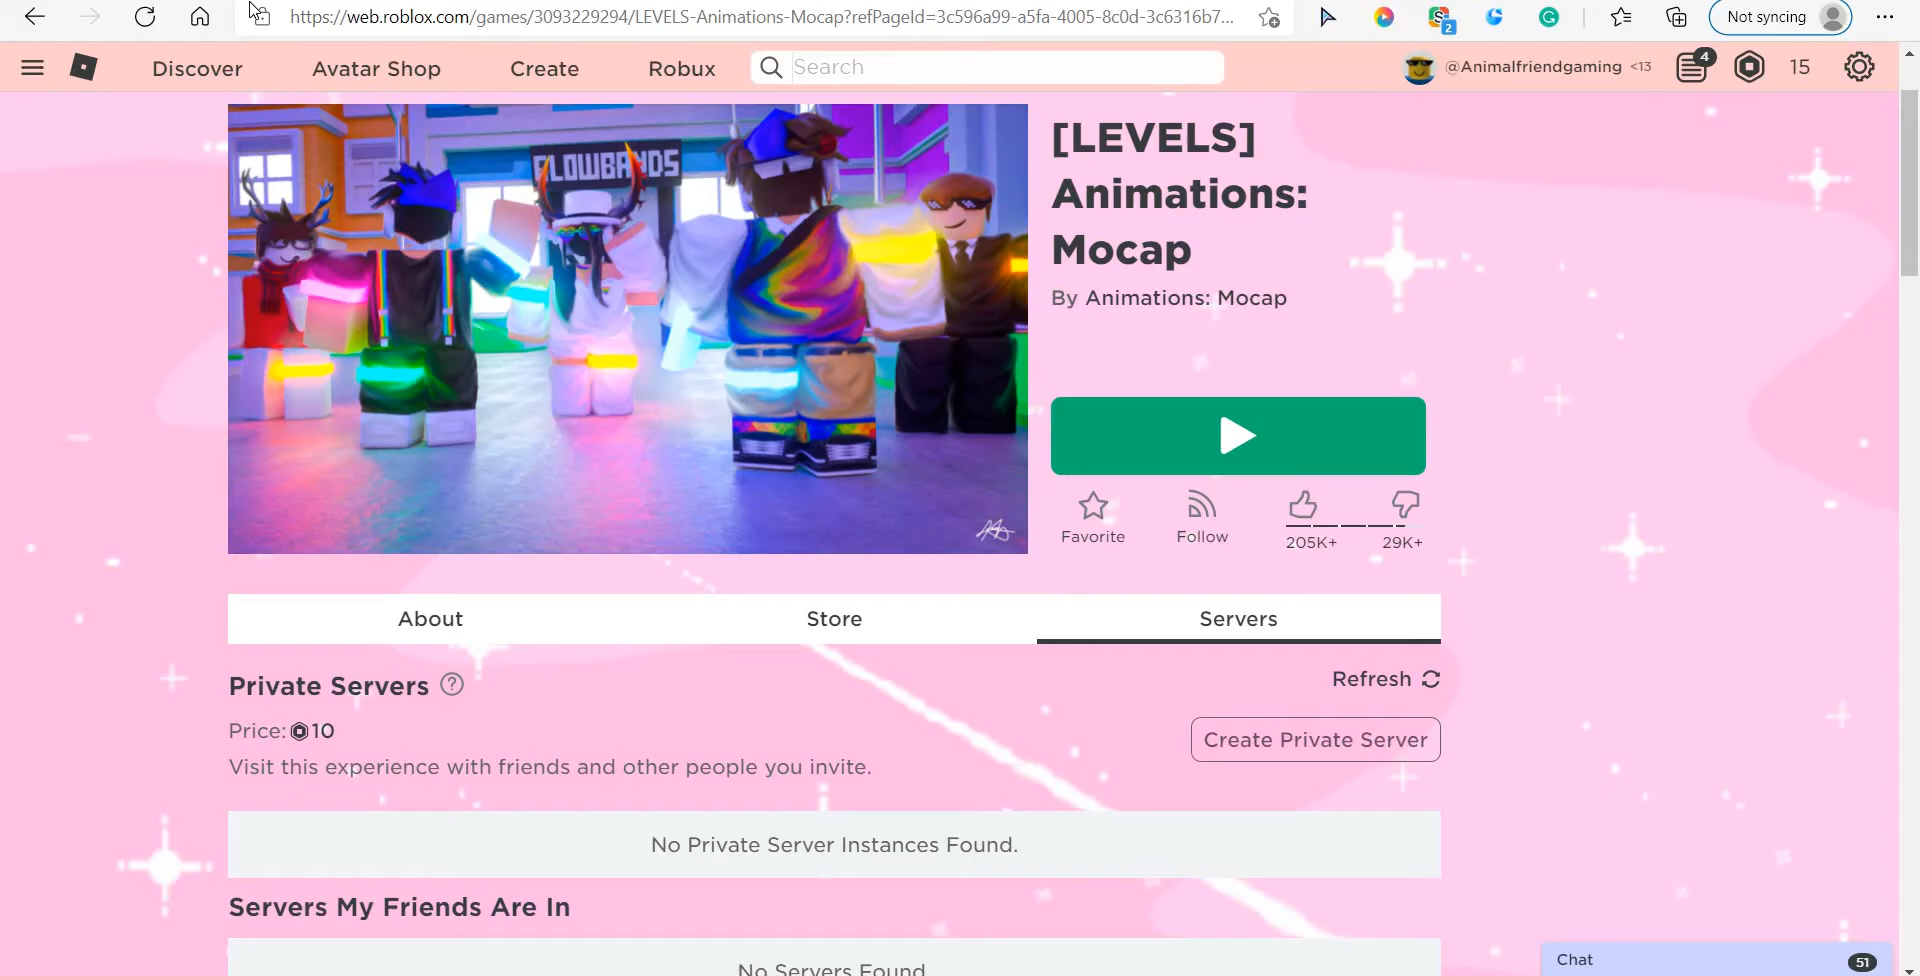 https://web.roblox.com/games/3093229294/LEVELS-Animations-Mocap?refPageId=3c596a99-a5fa-4005-8c0d-3c6316b7...
2
Not syncing
Discover
Avatar Shop
Create
Robux
Search
@Animalfriendgaming <13
4
15
GLOWBANDS
[LEVELS]
Animations:
Mocap
By Animations: Mocap
Favorite
Follow
205K+
29K+
About
Store
Servers
Private Servers
Refresh
Price: 10
Create Private Server
Visit this experience with friends and other people you invite.
No Private Server Instances Found.
Servers My Friends Are In
No Servers Found
Chat
51